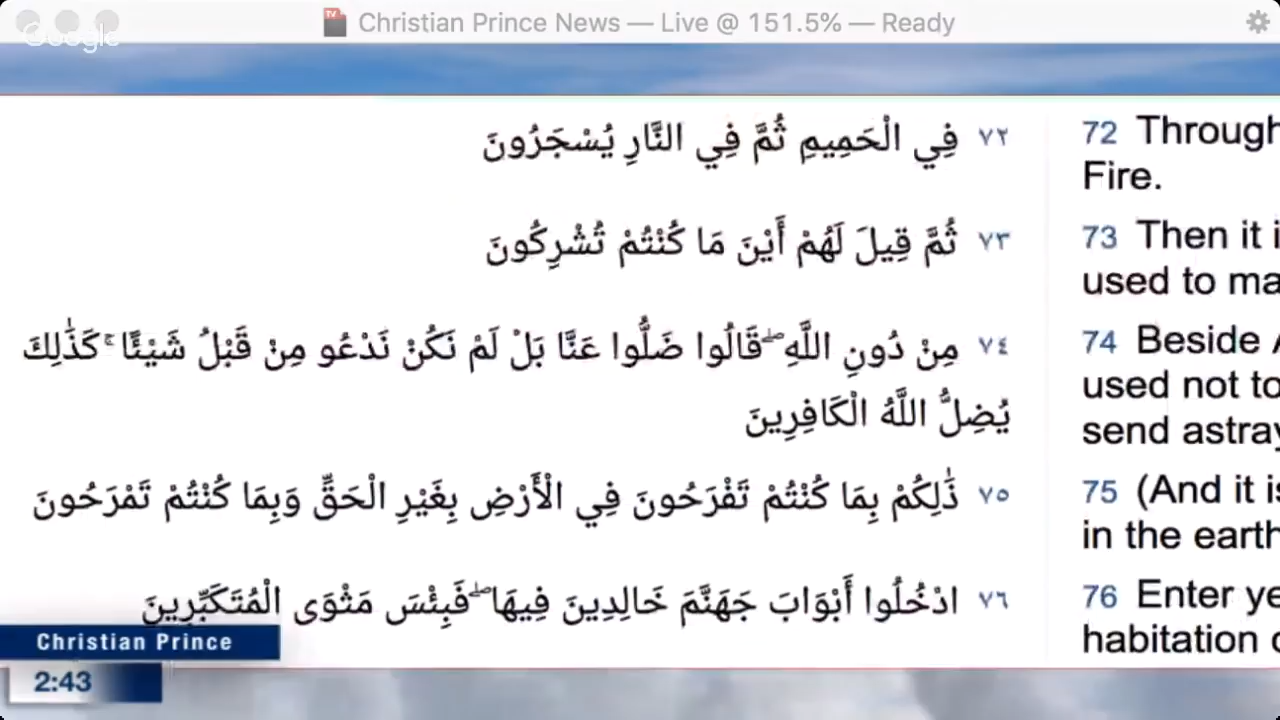 Christian Prince News — Live @ 151.5% — Ready
Google
٧٢ فِي الْحَمِيمِ ثُمَّ فِي النَّارِ يُسْجَرُونَ
72 Through
Fire.
٧٣ ثُمَّ قِيلَ لَهُمْ أَيْنَ مَا كُنْتُمْ تُشْرِكُونَ
73 Then it i
used to ma
٧٤ مِنْ دُونِ اللَّهِ ۖ قَالُوا ضَلُّوا عَنَّا بَلْ لَمْ نَكُنْ نَدْعُو مِنْ قَبْلُ شَيْئًا ۚ كَذَٰلِكَ
يُضِلُّ اللَّهُ الْكَافِرِينَ
74 Beside A
used not to
send astray
٧٥ ذَٰلِكُمْ بِمَا كُنْتُمْ تَفْرَحُونَ فِي الْأَرْضِ بِغَيْرِ الْحَقِّ وَبِمَا كُنْتُمْ تَمْرَحُونَ
75 (And it is
in the earth
٧٦ ادْخُلُوا أَبْوَابَ جَهَنَّمَ خَالِدِينَ فِيهَا ۖ فَبِئْسَ مَثْوَى الْمُتَكَبِّرِينَ
76 Enter ye
habitation o
Christian Prince
2:43